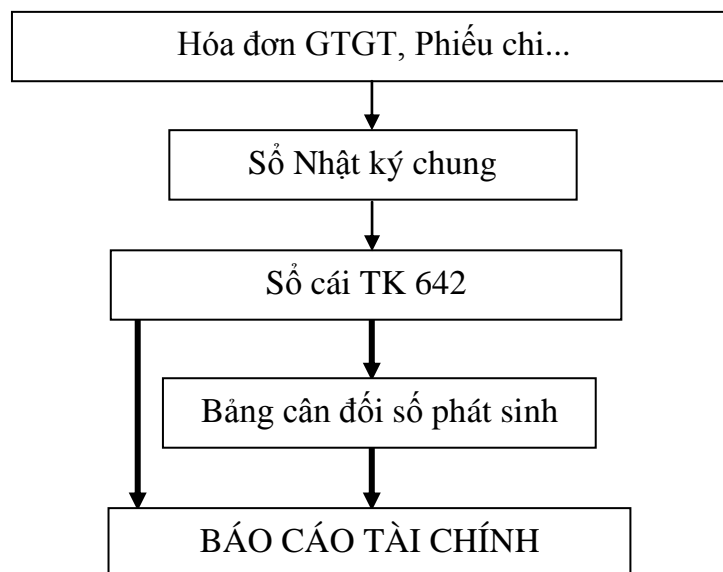 Hóa đơn GTGT, Phiếu chi...
Sổ Nhật ký chung
Sổ cái TK 642
Bảng cân đối số phát sinh
BÁO CÁO TÀI CHÍNH